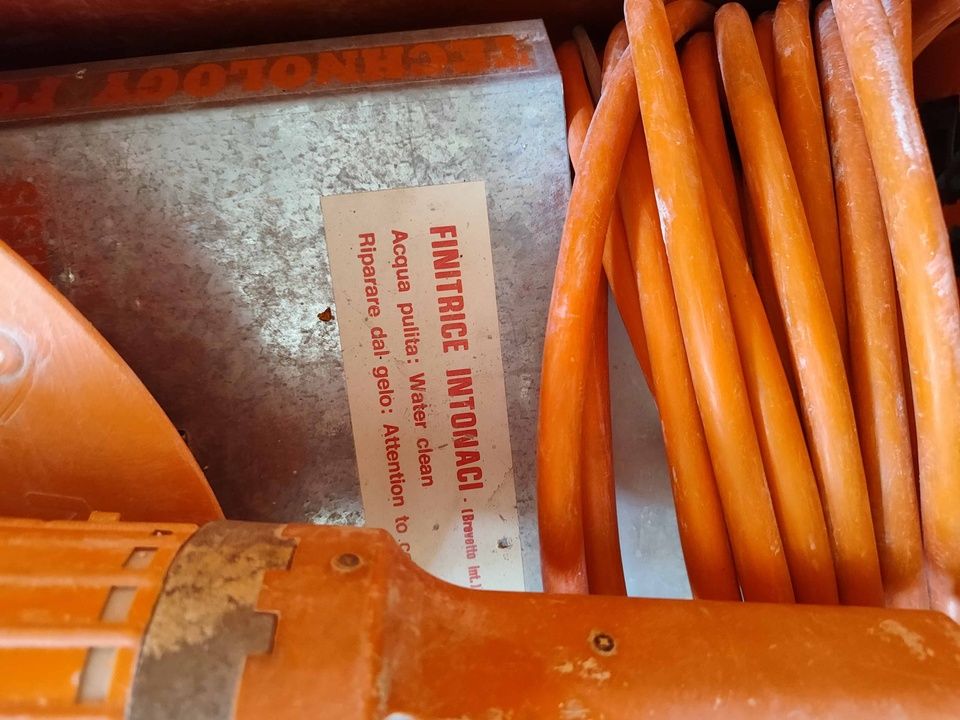 TECHNOLOGY
FINITRICE INTONACI - (Brevetto Int.)
Acqua pulita: Water clean
Riparare dal gelo: Attention to